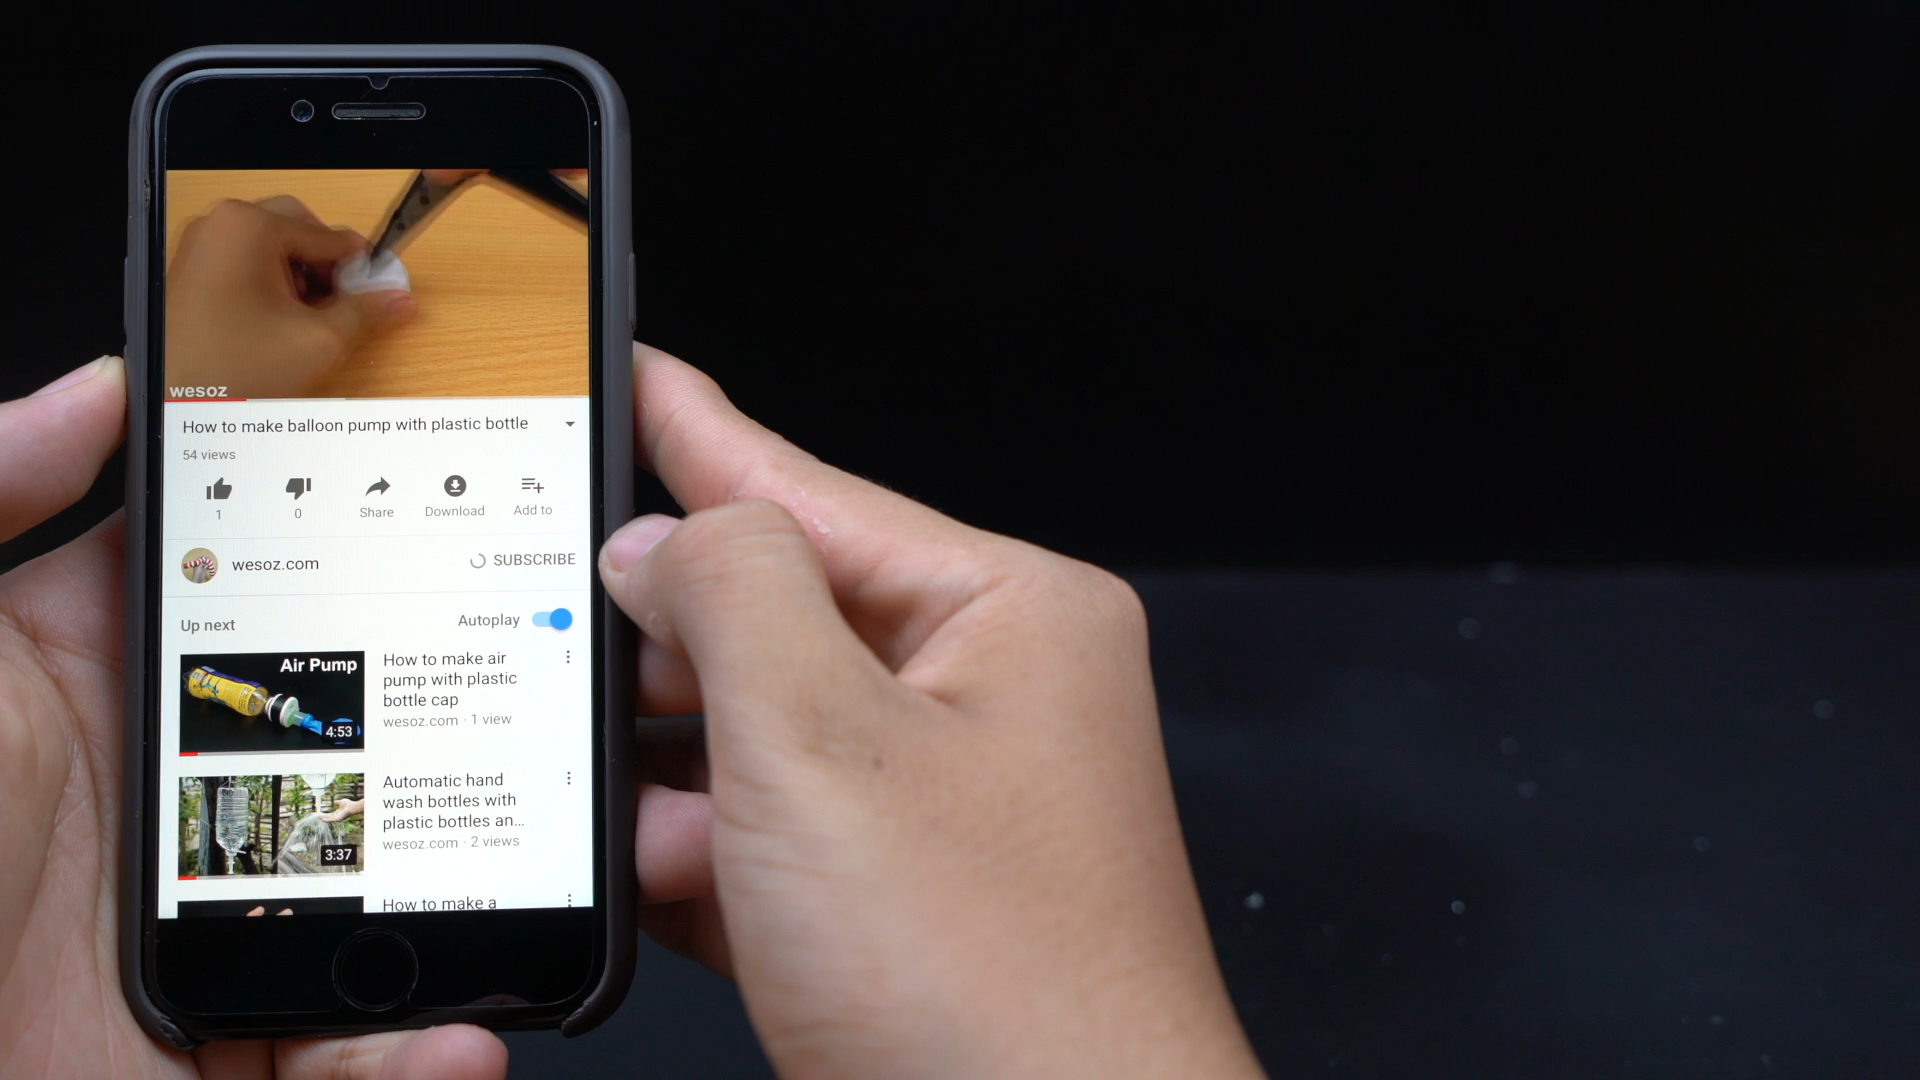 wesoz
How to make balloon pump with plastic bottle
54 views
1
0
Share
Download
Add to
wesoz.com
SUBSCRIBE
Up next
Autoplay
Air Pump
4:53
How to make air
pump with plastic
bottle cap
wesoz.com · 1 view
3:37
Automatic hand
wash bottles with
plastic bottles an...
wesoz.com · 2 views
How to make a